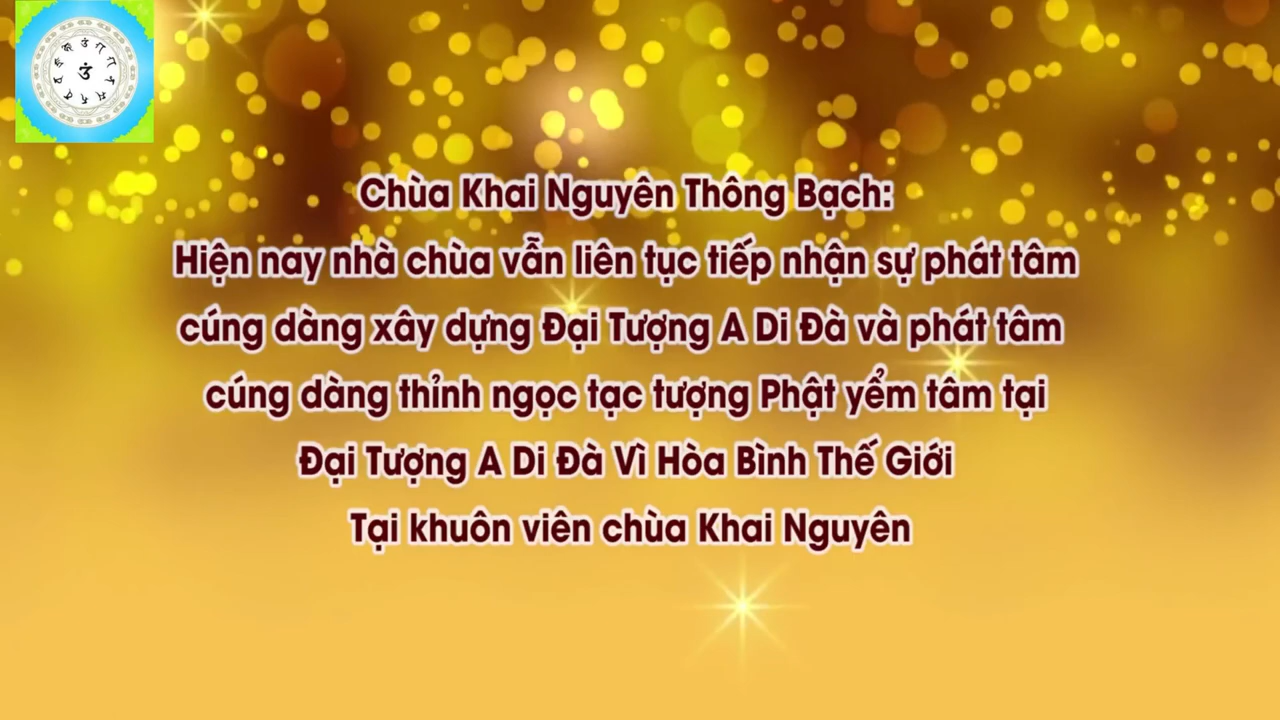 Chùa Khai Nguyên Thông Bạch:
Hiện nay nhà chùa vẫn liên tục tiếp nhận sự phát tâm
cúng dàng xây dựng Đại Tượng A Di Đà và phát tâm
cúng dàng thỉnh ngọc tạc tượng Phật yểm tâm tại
Đại Tượng A Di Đà Vì Hòa Bình Thế Giới
Tại khuôn viên chùa Khai Nguyên